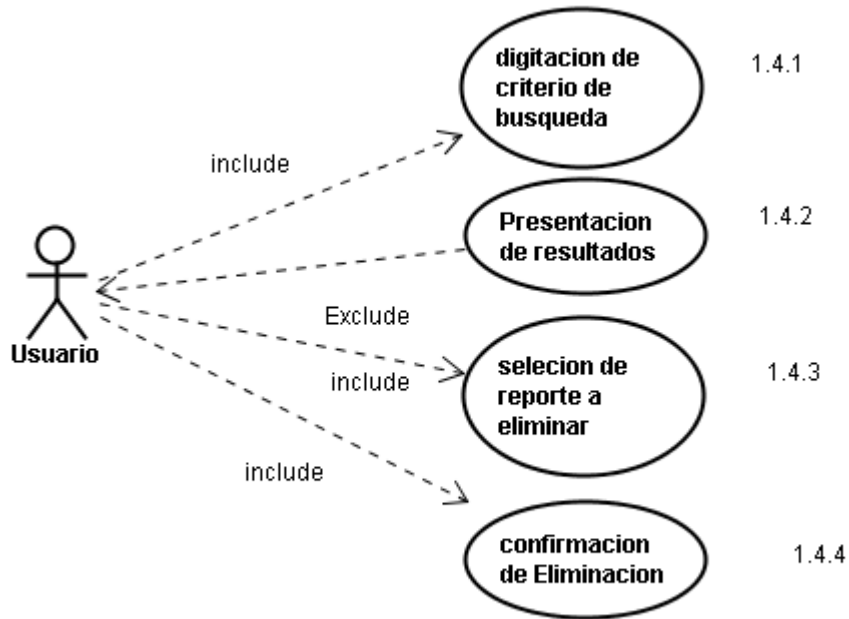 digitacion de
criterio de
busqueda
1.4.1
include
Presentacion
de resultados
1.4.2
Usuario
Exclude
include
selecion de
reporte a
eliminar
1.4.3
include
confirmacion
de Eliminacion
1.4.4